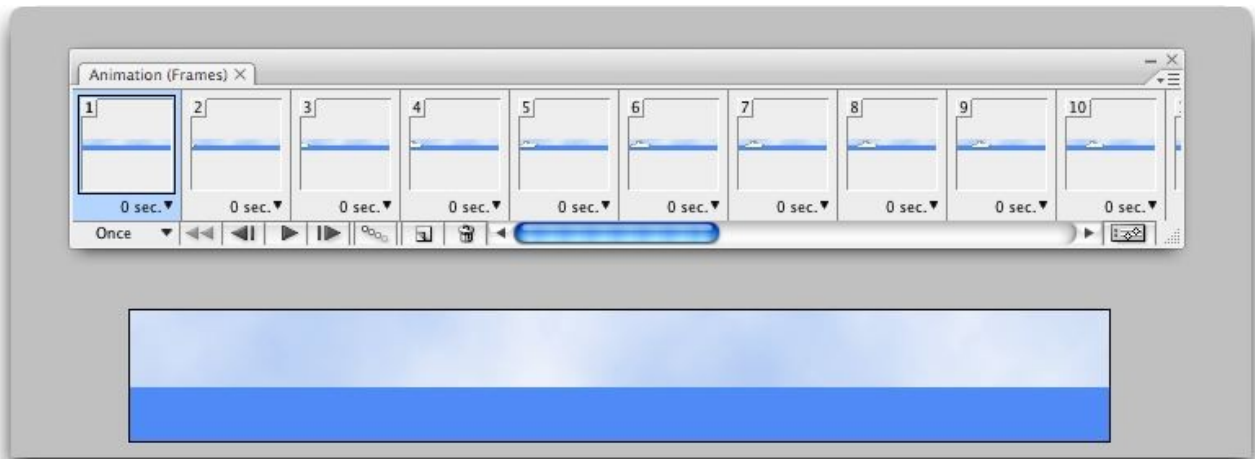 Animation (Frames)
1 2 3 4 5 6 7 8 9 10
0 sec. 0 sec. 0 sec. 0 sec. 0 sec. 0 sec. 0 sec. 0 sec. 0 sec. 0 sec.
Once